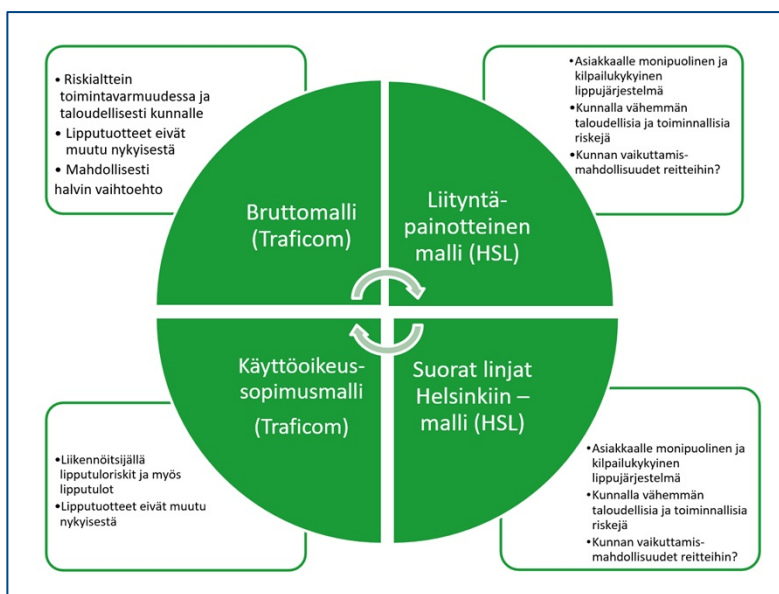 • Riskialttein
toimintavarmuudessa ja
taloudellisesti kunnalle
• Lipputuotteet eivät
muutu nykyisestä
• Mahdollisesti
halvin vaihtoehto
•Asiakkaalle monipuolinen ja
kilpailukykyinen
lippujärjestelmä
•Kunnalla vähemmän
taloudellisia ja toiminnallisia
riskejä
•Kunnan vaikuttamis-
mahdollisuudet reitteihin?
Bruttomalli
(Traficom)
Liityntä-
painotteinen
malli (HSL)
Käyttöoikeus-
sopimusmalli
(Traficom)
Suorat linjat
Helsinkiin –
malli (HSL)
•Liikennöitsijällä
lipputuloriskit ja myös
lipputulot
•Lipputuotteet eivät muutu
nykyisestä
•Asiakkaalle monipuolinen ja
kilpailukykyinen
lippujärjestelmä
•Kunnalla vähemmän
taloudellisia ja toiminnallisia
riskejä
•Kunnan vaikuttamis-
mahdollisuudet reitteihin?